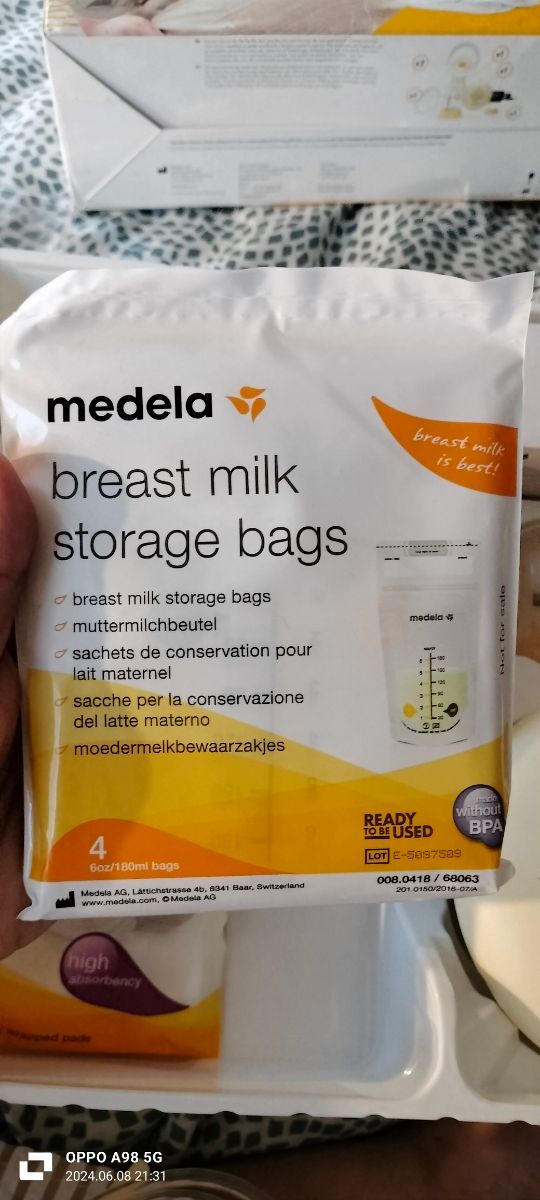 medela
breast milk
is best!
breast milk
storage bags
breast milk storage bags
muttermilchbeutel
sachets de conservation pour
lait maternel
sacche per la conservazione
del latte materno
moedermelkbewaarzakjes
medela
Not for sale
made
without
BPA
READY
TO BE USED
LOT E-5097509
4
6oz/180ml bags
008.0418 / 68063
201.0150/2016-07/A
Medela AG, Lättichstrasse 4b, 6341 Baar, Switzerland
www.medela.com, © Medela AG
high
absorbency
wrapped pads
OPPO A98 5G
2024.06.08 21:31